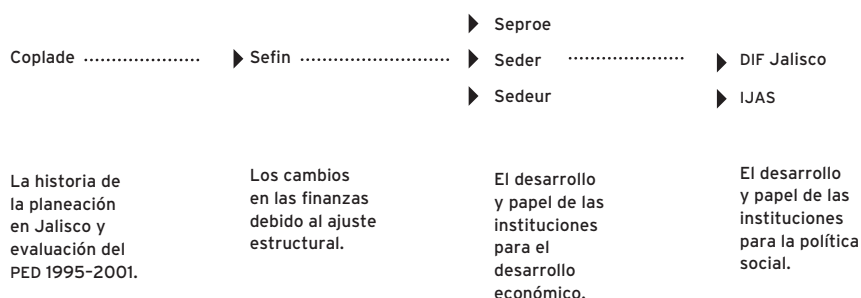 Seproe
Coplade .................... Sefin .......................... Seder .................... DIF Jalisco
Sedeur IJAS
La historia de
la planeación
en Jalisco y
evaluación del
PED 1995–2001.
Los cambios
en las finanzas
debido al ajuste
estructural.
El desarrollo
y papel de las
instituciones
para el
desarrollo
económico.
El desarrollo
y papel de las
instituciones
para la política
social.